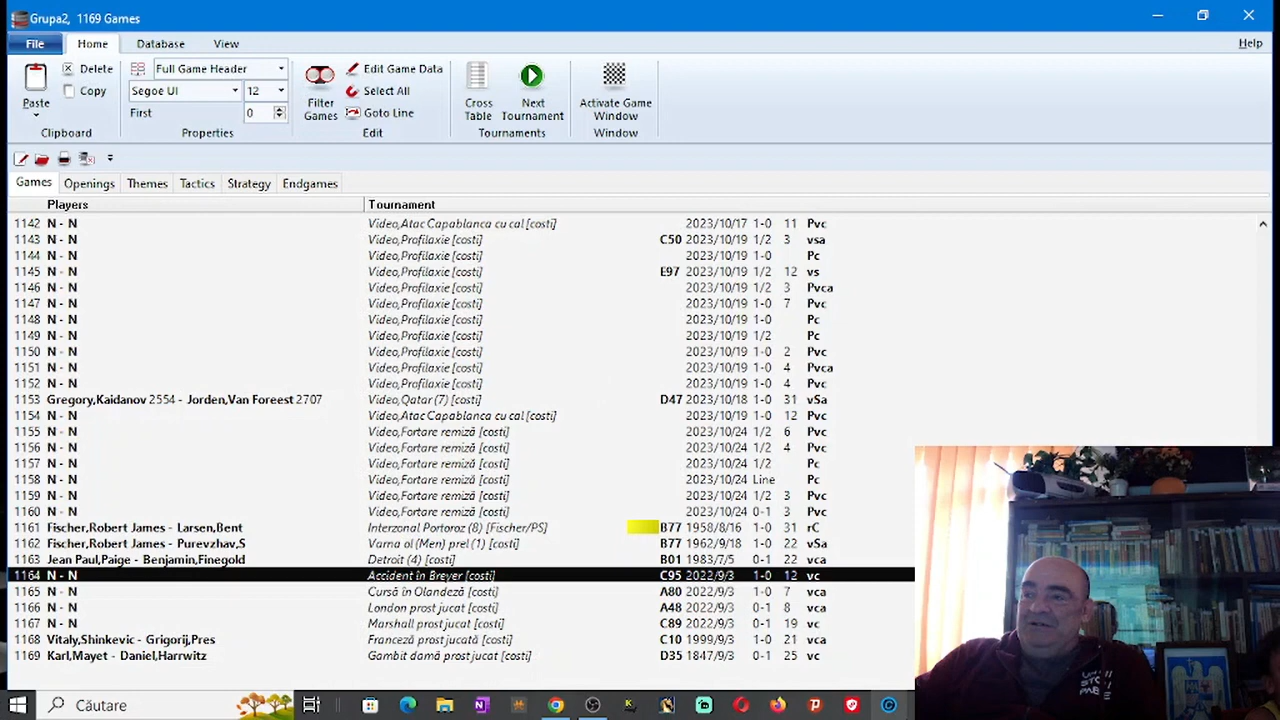 Grupa2, 1169 Games
File Home Database View Help
Delete Full Game Header Edit Game Data
Copy Segoe UI 12 Select All
Paste First 0 Filter Games Goto Line Cross Table Next Tournament Activate Game Window
Clipboard Properties Edit Tournaments Window
Games Openings Themes Tactics Strategy Endgames
Players Tournament
1142 N - N Video,Atac Capablanca cu cal [costi] 2023/10/17 1-0 11 Pvc
1143 N - N Video,Profilaxie [costi] C50 2023/10/19 1/2 3 vsa
1144 N - N Video,Profilaxie [costi] 2023/10/19 1-0 Pc
1145 N - N Video,Profilaxie [costi] E97 2023/10/19 1/2 12 vs
1146 N - N Video,Profilaxie [costi] 2023/10/19 1/2 3 Pvca
1147 N - N Video,Profilaxie [costi] 2023/10/19 1-0 7 Pvc
1148 N - N Video,Profilaxie [costi] 2023/10/19 1-0 Pc
1149 N - N Video,Profilaxie [costi] 2023/10/19 1/2 Pc
1150 N - N Video,Profilaxie [costi] 2023/10/19 1-0 2 Pvc
1151 N - N Video,Profilaxie [costi] 2023/10/19 1-0 4 Pvca
1152 N - N Video,Profilaxie [costi] 2023/10/19 1-0 4 Pvc
1153 Gregory,Kaidanov 2554 - Jorden,Van Foreest 2707 Video,Qatar (7) [costi] D47 2023/10/18 1-0 31 vSa
1154 N - N Video,Atac Capablanca cu cal [costi] 2023/10/19 1-0 12 Pvc
1155 N - N Video,Fortare remiză [costi] 2023/10/24 1/2 6 Pvc
1156 N - N Video,Fortare remiză [costi] 2023/10/24 1/2 4 Pvc
1157 N - N Video,Fortare remiză [costi] 2023/10/24 1/2 Pc
1158 N - N Video,Fortare remiză [costi] 2023/10/24 Line Pc
1159 N - N Video,Fortare remiză [costi] 2023/10/24 1/2 3 Pvc
1160 N - N Video,Fortare remiză [costi] 2023/10/24 0-1 3 Pvc
1161 Fischer,Robert James - Larsen,Bent Interzonal Portoroz (8) [Fischer/PS] B77 1958/8/16 1-0 31 rC
1162 Fischer,Robert James - Purevzhav,S Varna ol (Men) prel (1) [costi] B77 1962/9/18 1-0 22 vSa
1163 Jean Paul,Paige - Benjamin,Finegold Detroit (4) [costi] B01 1983/7/5 1-0 22 vca
1164 N - N Accident în Breyer [costi] C95 2022/9/3 1-0 12 vc
1165 N - N Cursă în Olandeză [costi] A80 2022/9/3 1-0 7 vca
1166 N - N London prost jucat [costi] A48 2022/9/3 0-1 8 vca
1167 N - N Marshall prost jucat [costi] C89 2022/9/3 0-1 19 vc
1168 Vitaly,Shinkevic - Grigorij,Pres Franceză prost jucată [costi] C10 1999/9/3 1-0 21 vca
1169 Karl,Mayet - Daniel,Harrwitz Gambit damă prost jucat [costi] D35 1847/9/3 0-1 25 vc
Căutare